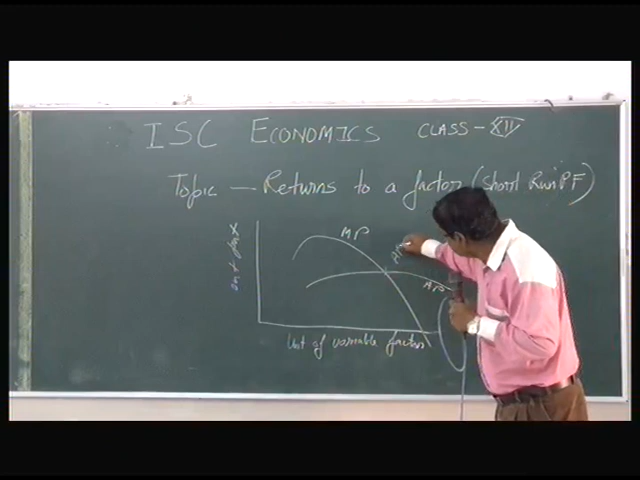 ISC ECONOMICS CLASS - XII
Topic — Returns to a factor (Short Run PF)
MP
AP
Unit of variable factor